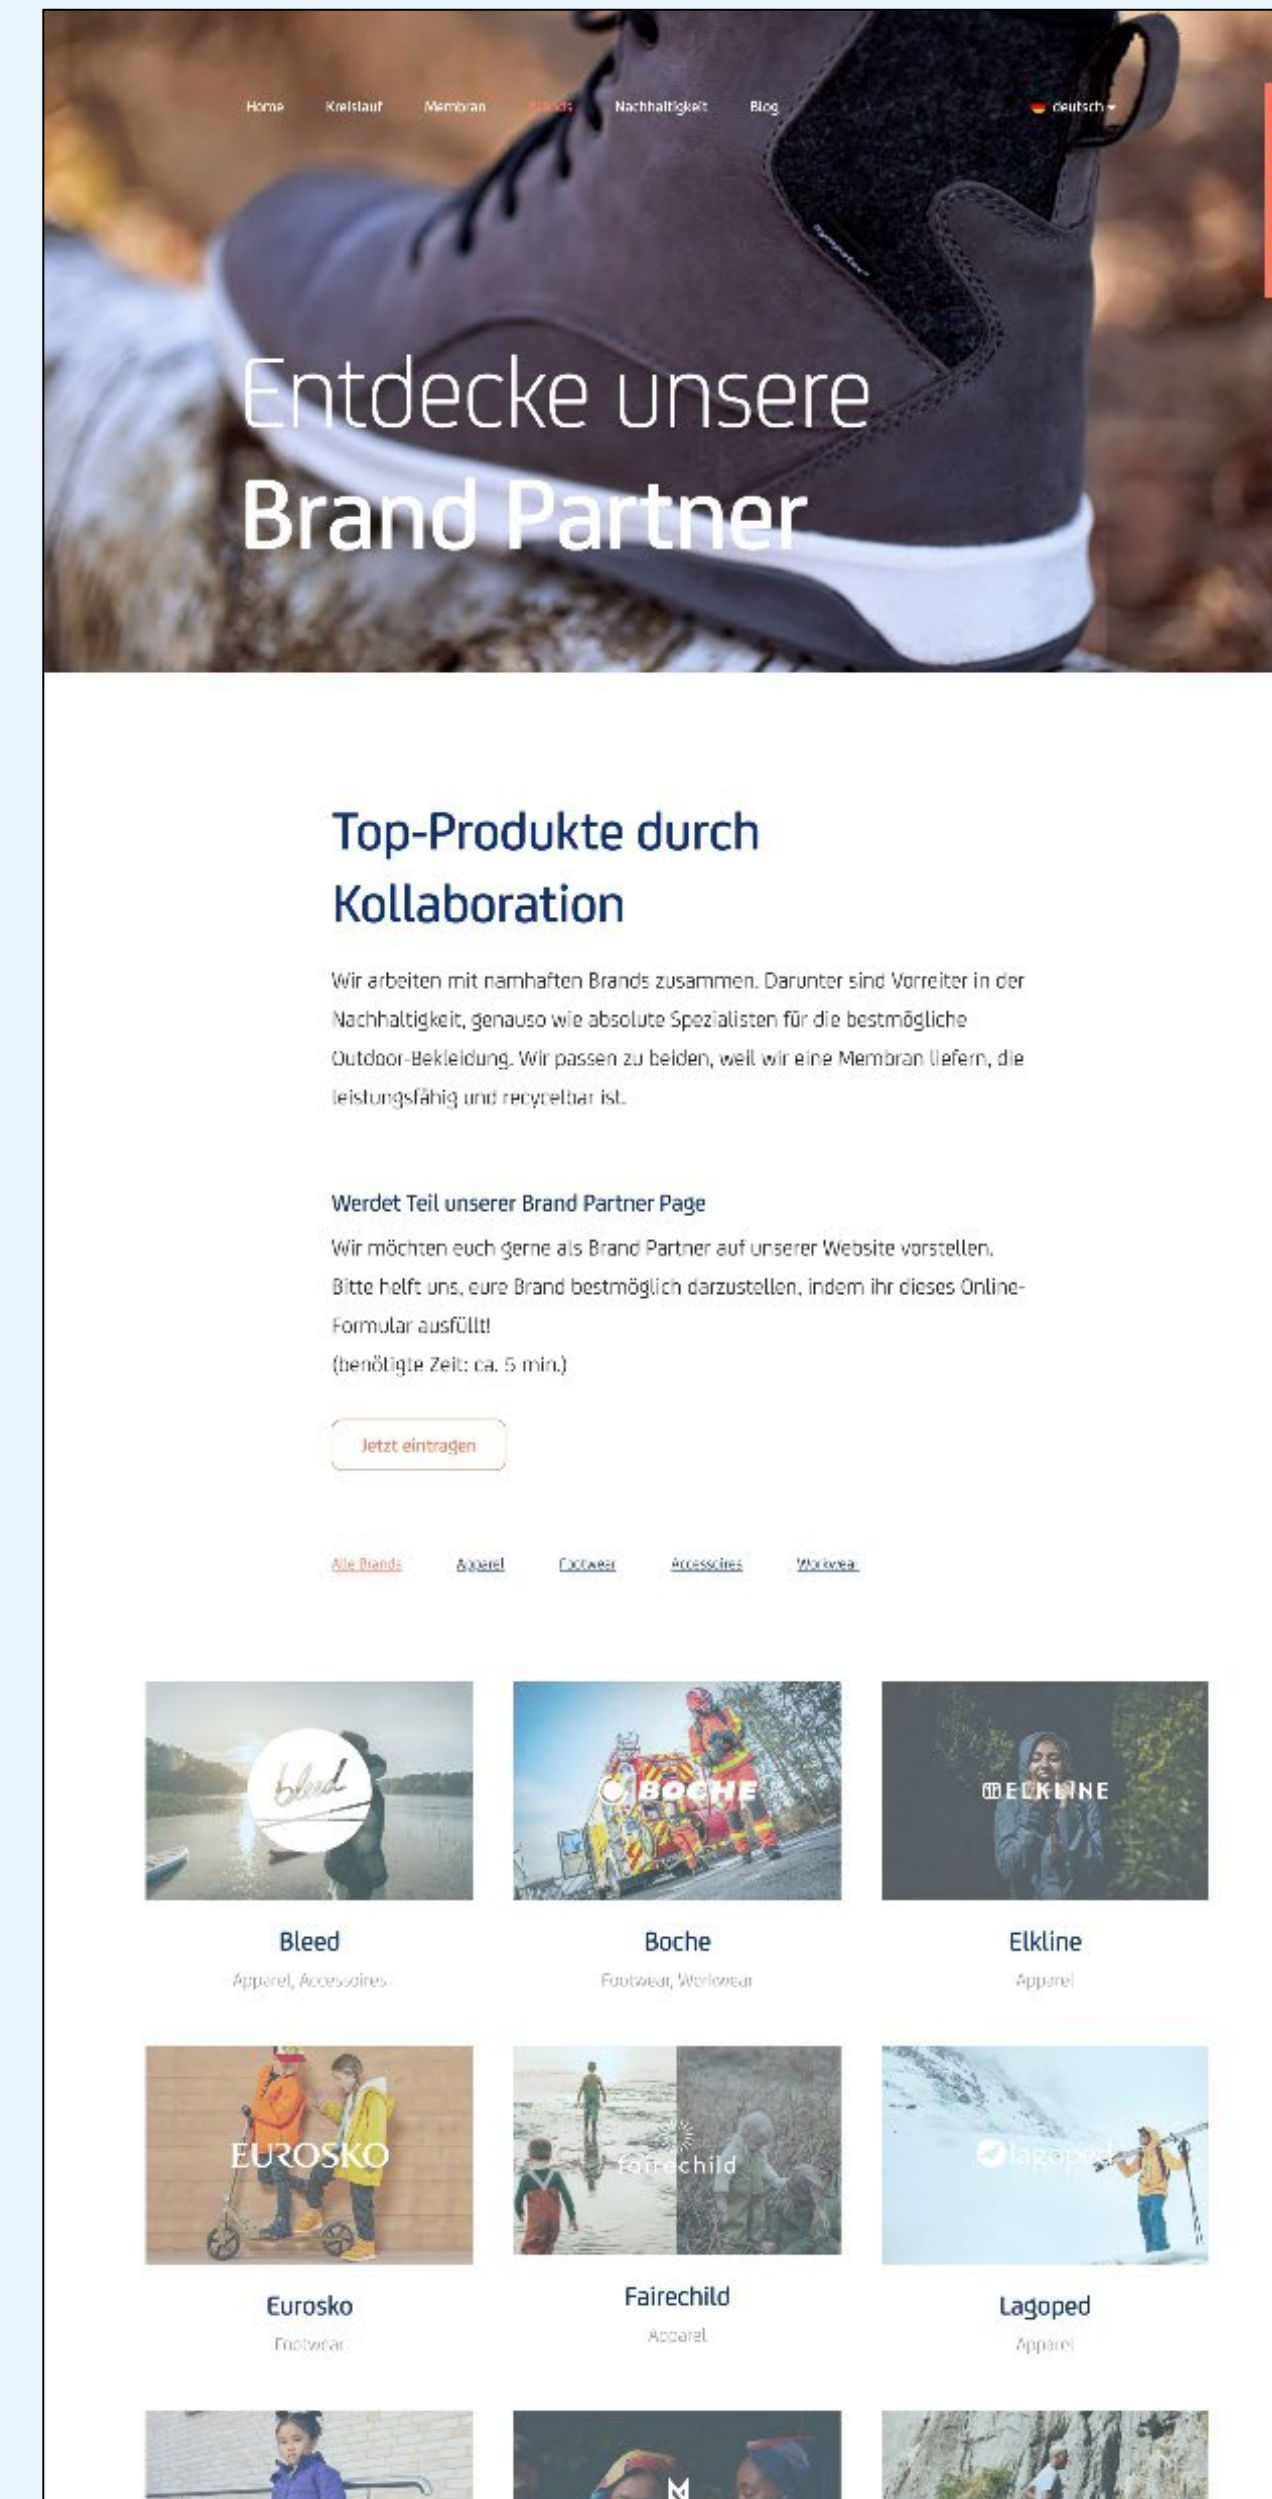 Home Kreislauf Membran Brands Nachhaltigkeit Blog deutsch
sympatex
Entdecke unsere
Brand Partner
Top-Produkte durch
Kollaboration
Wir arbeiten mit namhaften Brands zusammen. Darunter sind Vorreiter in der
Nachhaltigkeit, genauso wie absolute Spezialisten für die bestmögliche
Outdoor-Bekleidung. Wir passen zu beiden, weil wir eine Membran liefern, die
leistungsfähig und recycelbar ist.
Werdet Teil unserer Brand Partner Page
Wir möchten euch gerne als Brand Partner auf unserer Website vorstellen.
Bitte helft uns, eure Brand bestmöglich darzustellen, indem ihr dieses Online-
Formular ausfüllt!
(benötigte Zeit: ca. 5 min.)
Jetzt eintragen
Alle Brands Apparel Footwear Accessoires Workwear
bleed BOCHE ELKLINE
Bleed Boche Elkline
Apparel, Accessoires Footwear, Workwear Apparel
EUROSKO fairechild lagoped
Eurosko Fairechild Lagoped
Footwear Apparel Apparel